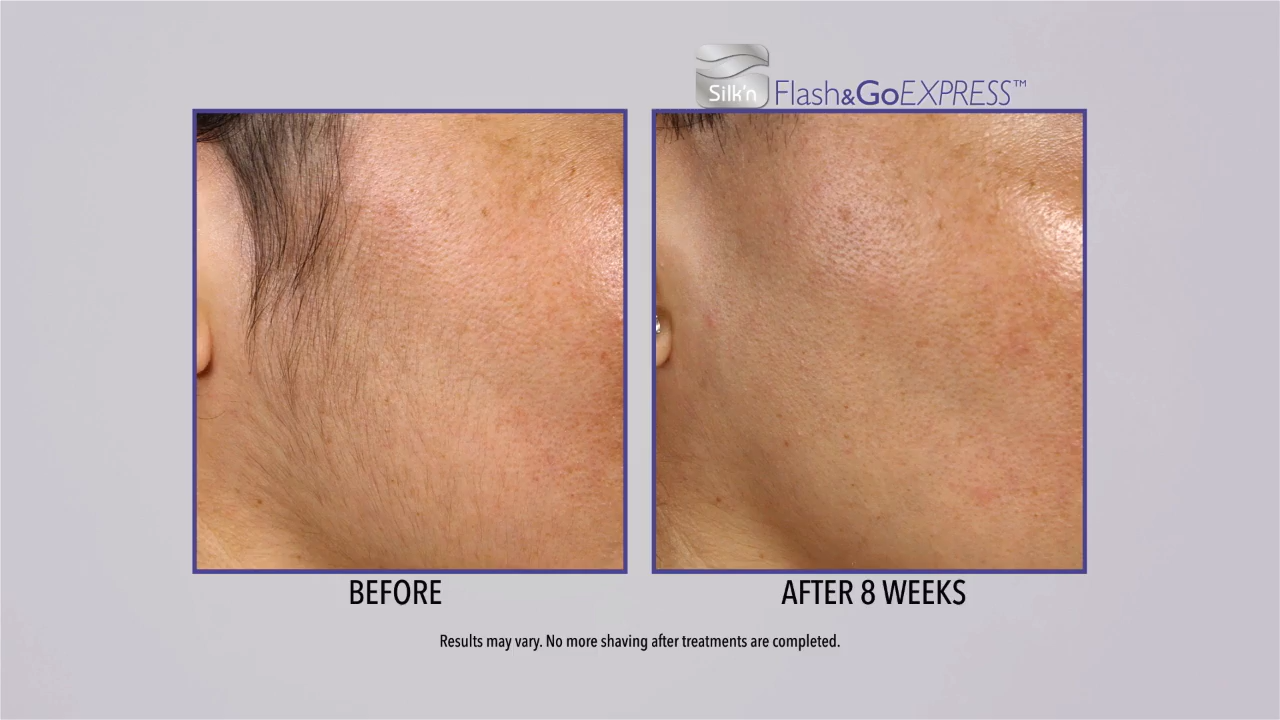 Silk'n Flash&GoEXPRESS™
BEFORE
AFTER 8 WEEKS
Results may vary. No more shaving after treatments are completed.